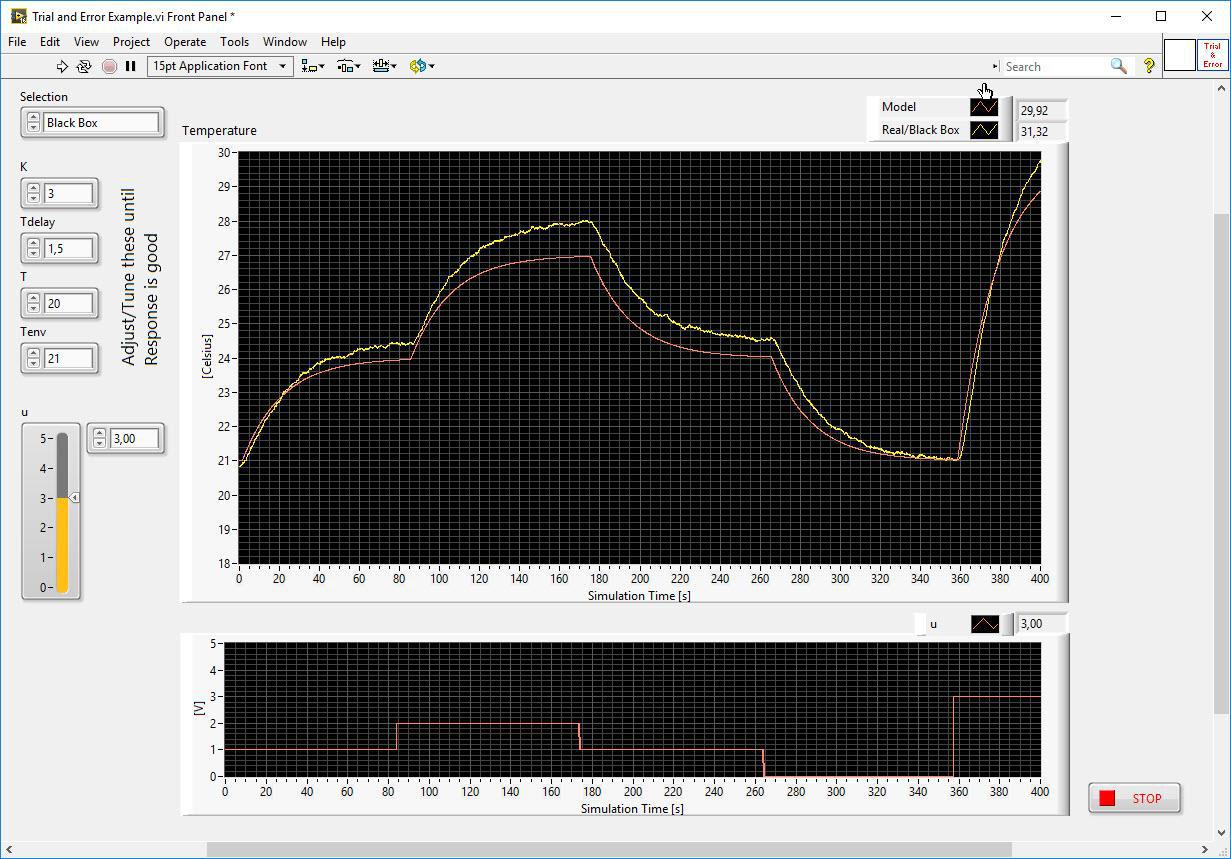 Trial and Error Example.vi Front Panel *
File Edit View Project Operate Tools Window Help
15pt Application Font
Search
Trial
&
Error
Selection
Black Box
K
3
Tdelay
1,5
T
20
Tenv
21
Adjust/Tune these until
Response is good
u
3,00
5
4
3
2
1
0
Temperature
Model 29,92
Real/Black Box 31,32
[Celsius]
30
29
28
27
26
25
24
23
22
21
20
19
18
0 20 40 60 80 100 120 140 160 180 200 220 240 260 280 300 320 340 360 380 400
Simulation Time [s]
u 3,00
[V]
5
4
3
2
1
0
0 20 40 60 80 100 120 140 160 180 200 220 240 260 280 300 320 340 360 380 400
Simulation Time [s]
STOP